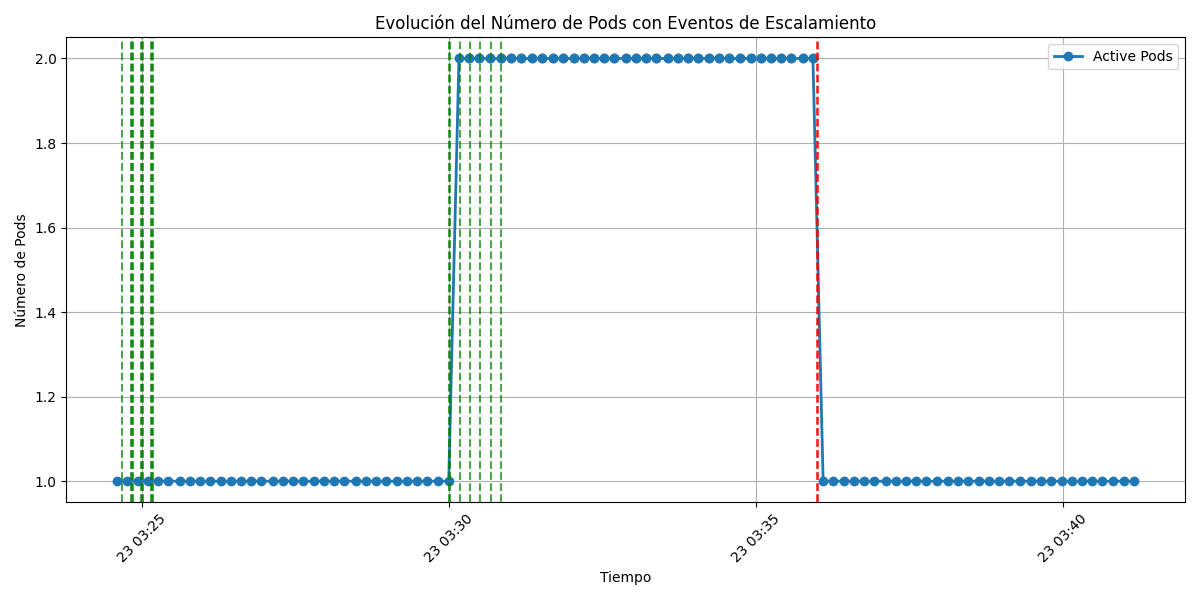 Evolución del Número de Pods con Eventos de Escalamiento
Active Pods
Número de Pods
2.0
1.8
1.6
1.4
1.2
1.0
23 03:25
23 03:30
23 03:35
23 03:40
Tiempo